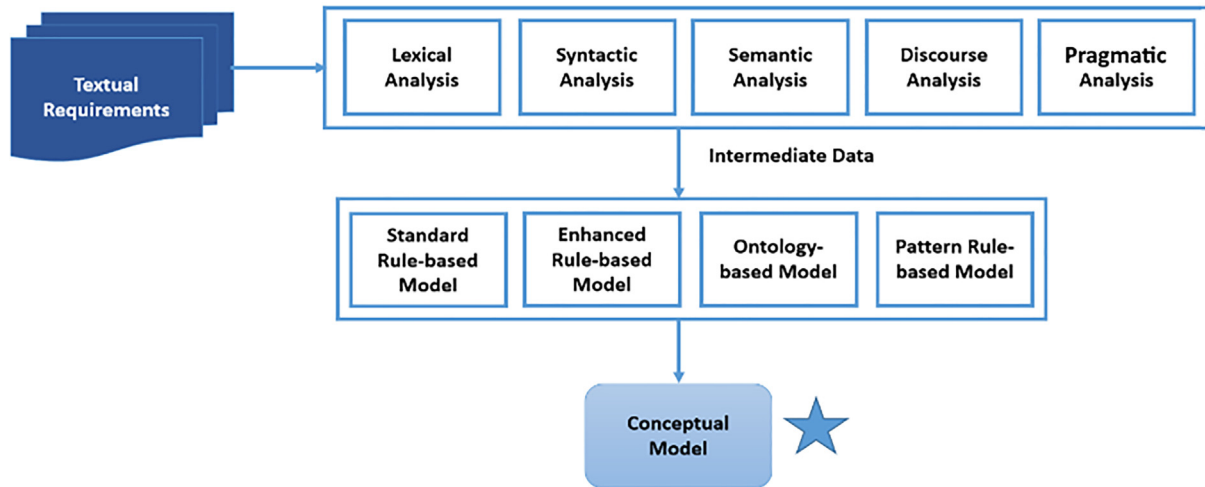 Textual
Requirements
Lexical
Analysis
Syntactic
Analysis
Semantic
Analysis
Discourse
Analysis
Pragmatic
Analysis
Intermediate Data
Standard
Rule-based
Model
Enhanced
Rule-based
Model
Ontology-
based Model
Pattern Rule-
based Model
Conceptual
Model